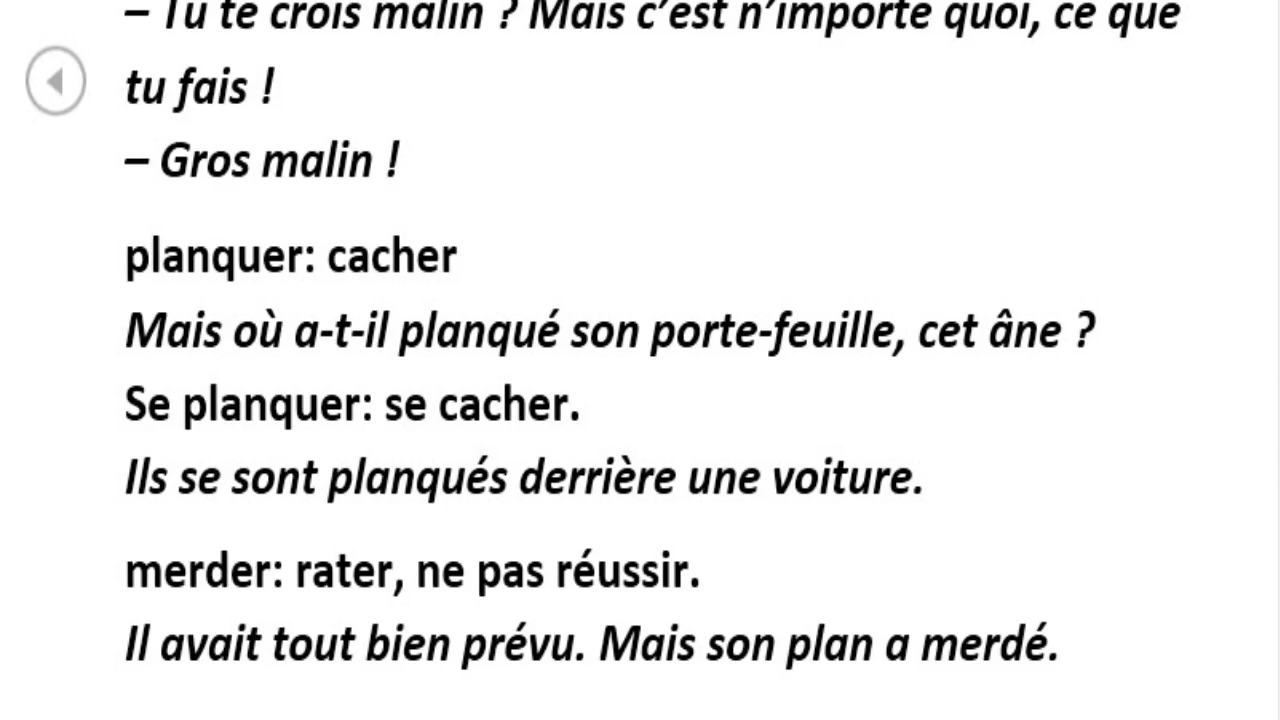 – Tu te crois malin ? Mais c’est n’importe quoi, ce que
tu fais !
– Gros malin !
planquer: cacher
Mais où a-t-il planqué son porte-feuille, cet âne ?
Se planquer: se cacher.
Ils se sont planqués derrière une voiture.
merder: rater, ne pas réussir.
Il avait tout bien prévu. Mais son plan a merdé.